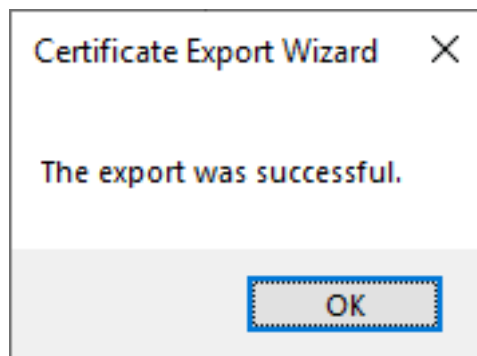 Certificate Export Wizard
The export was successful.
OK